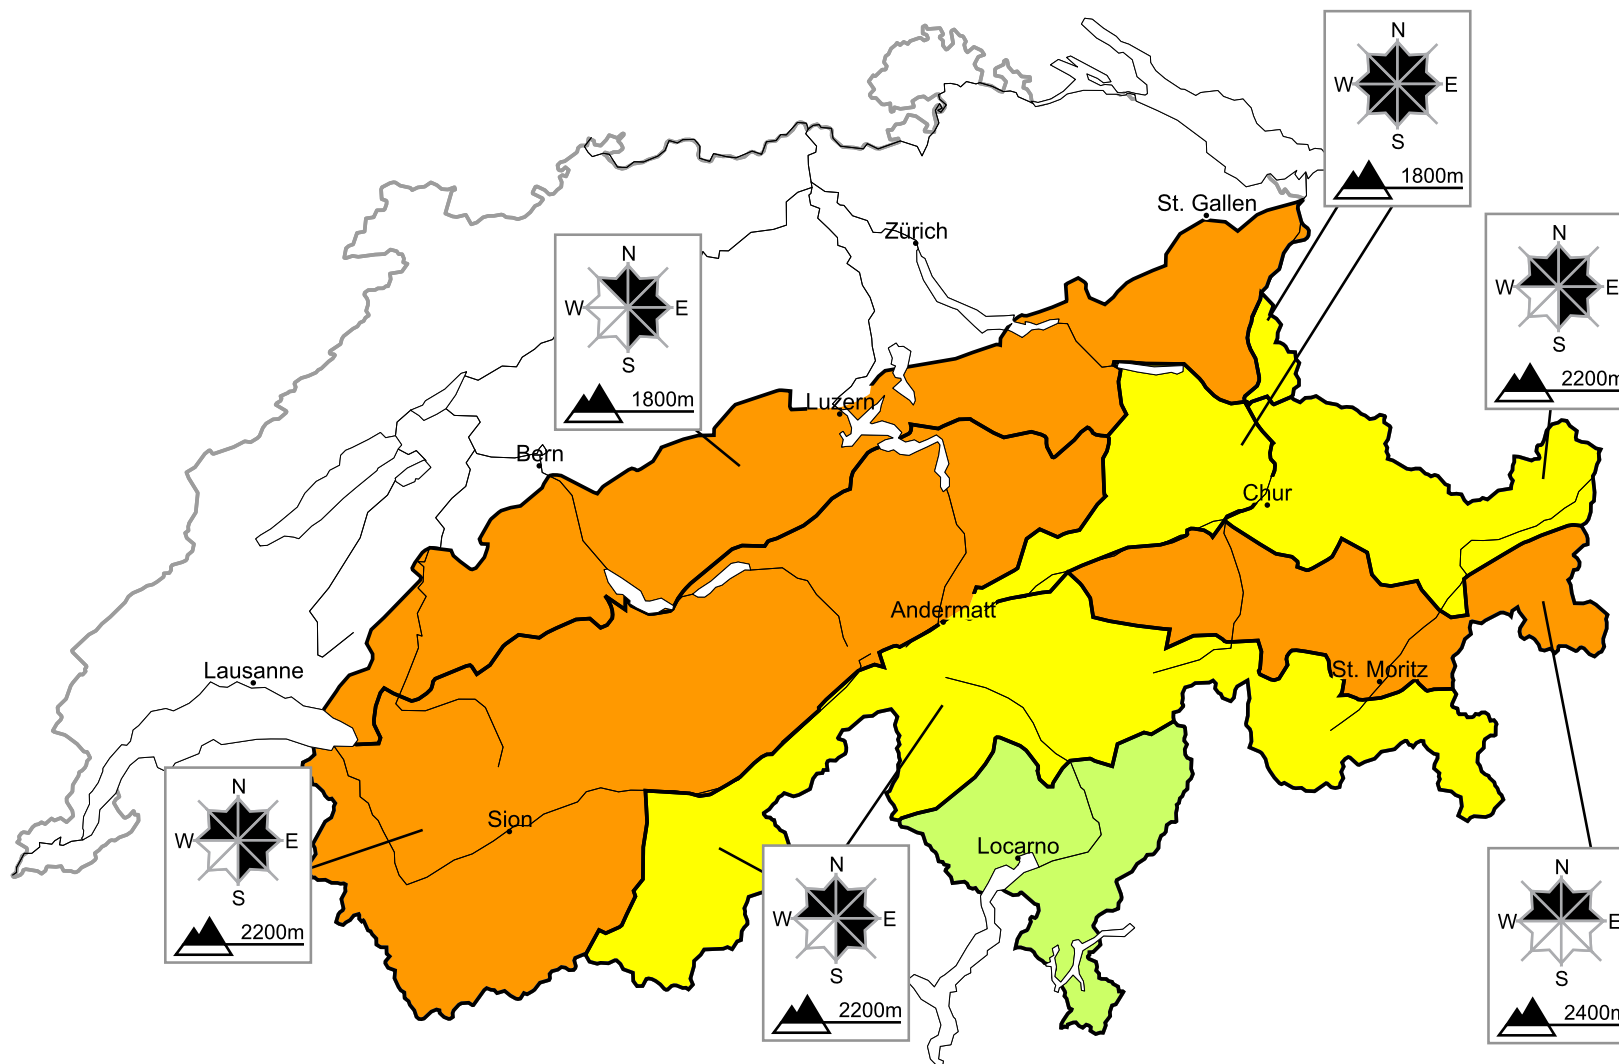 N
W E
S
1800m
St. Gallen
Zürich
N
W E
S
2200m
N
W E
S
1800m
Luzern
Bern
Chur
Andermatt
Lausanne
St. Moritz
N
W E
S
2200m
Sion
Locarno
N
W E
S
2200m
N
W E
S
2400m